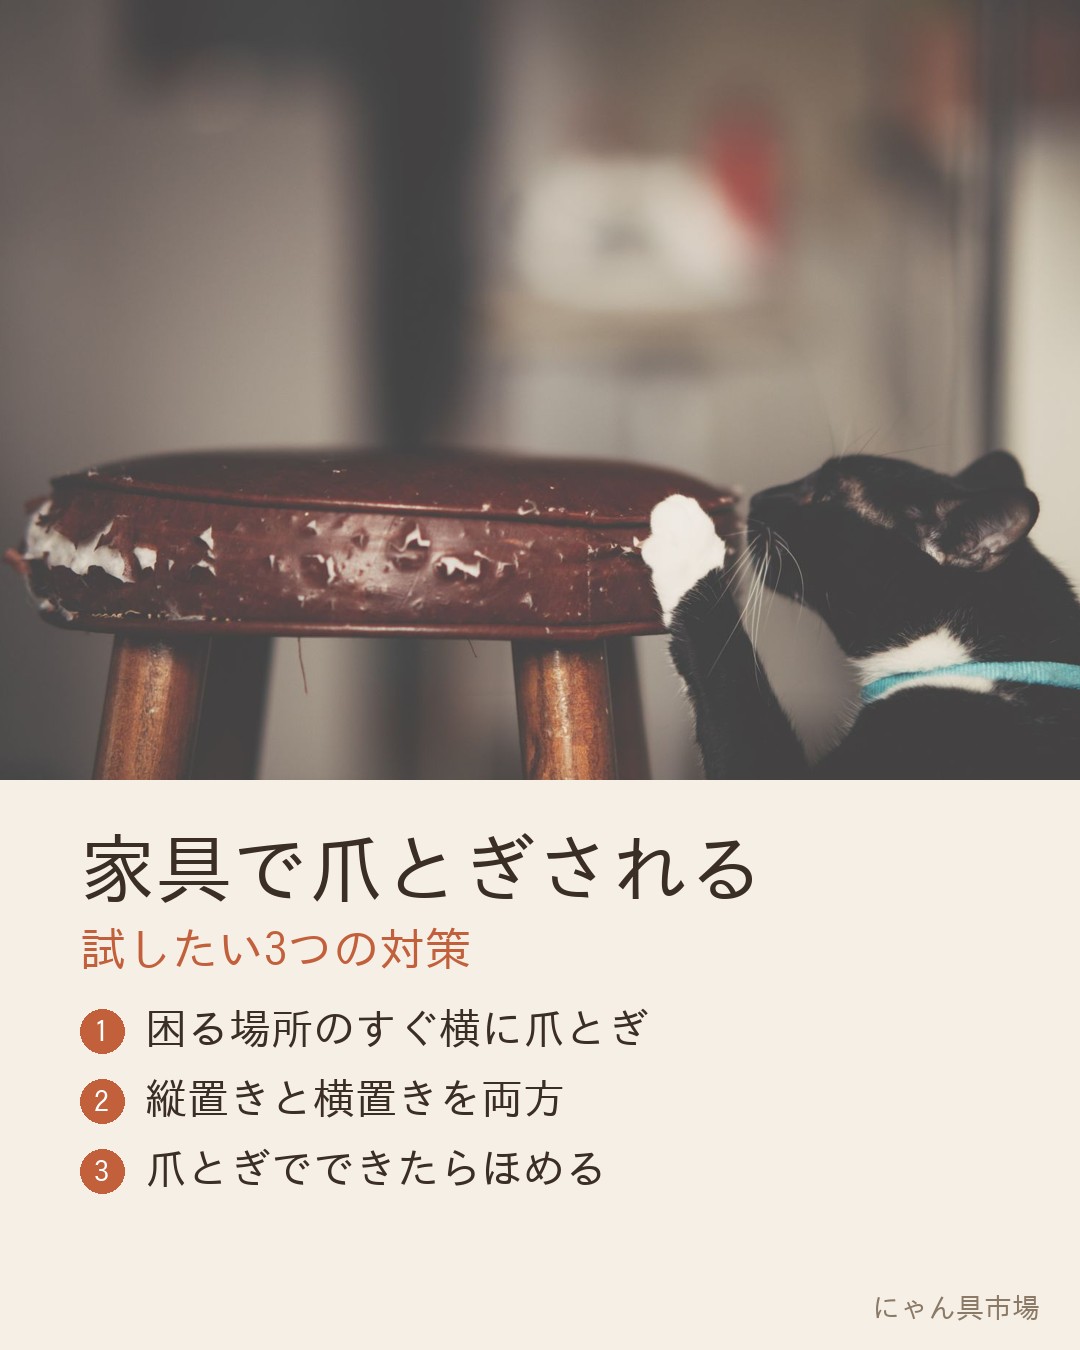 家具で爪とぎされる
試したい3つの対策
1 困る場所のすぐ横に爪とぎ
2 縦置きと横置きを両方
3 爪とぎでできたらほめる
にゃん具市場